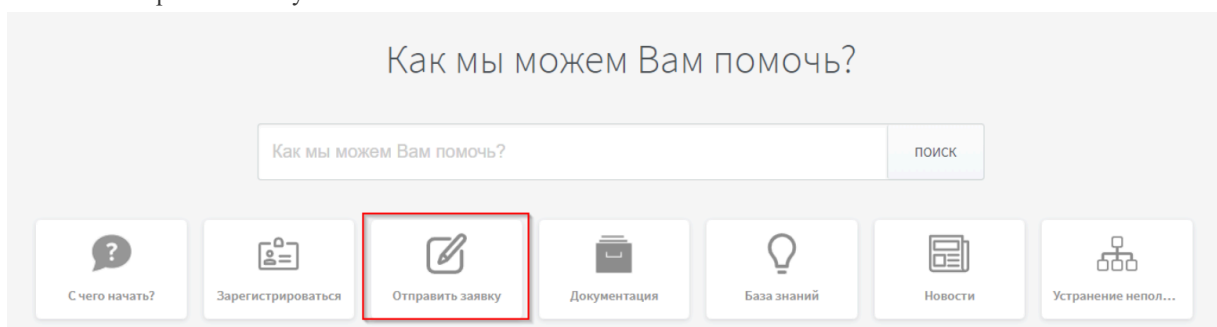 Как мы можем Вам помочь?
Как мы можем Вам помочь?
поиск
С чего начать?
Зарегистрироваться
Отправить заявку
Документация
База знаний
Новости
Устранение непол...